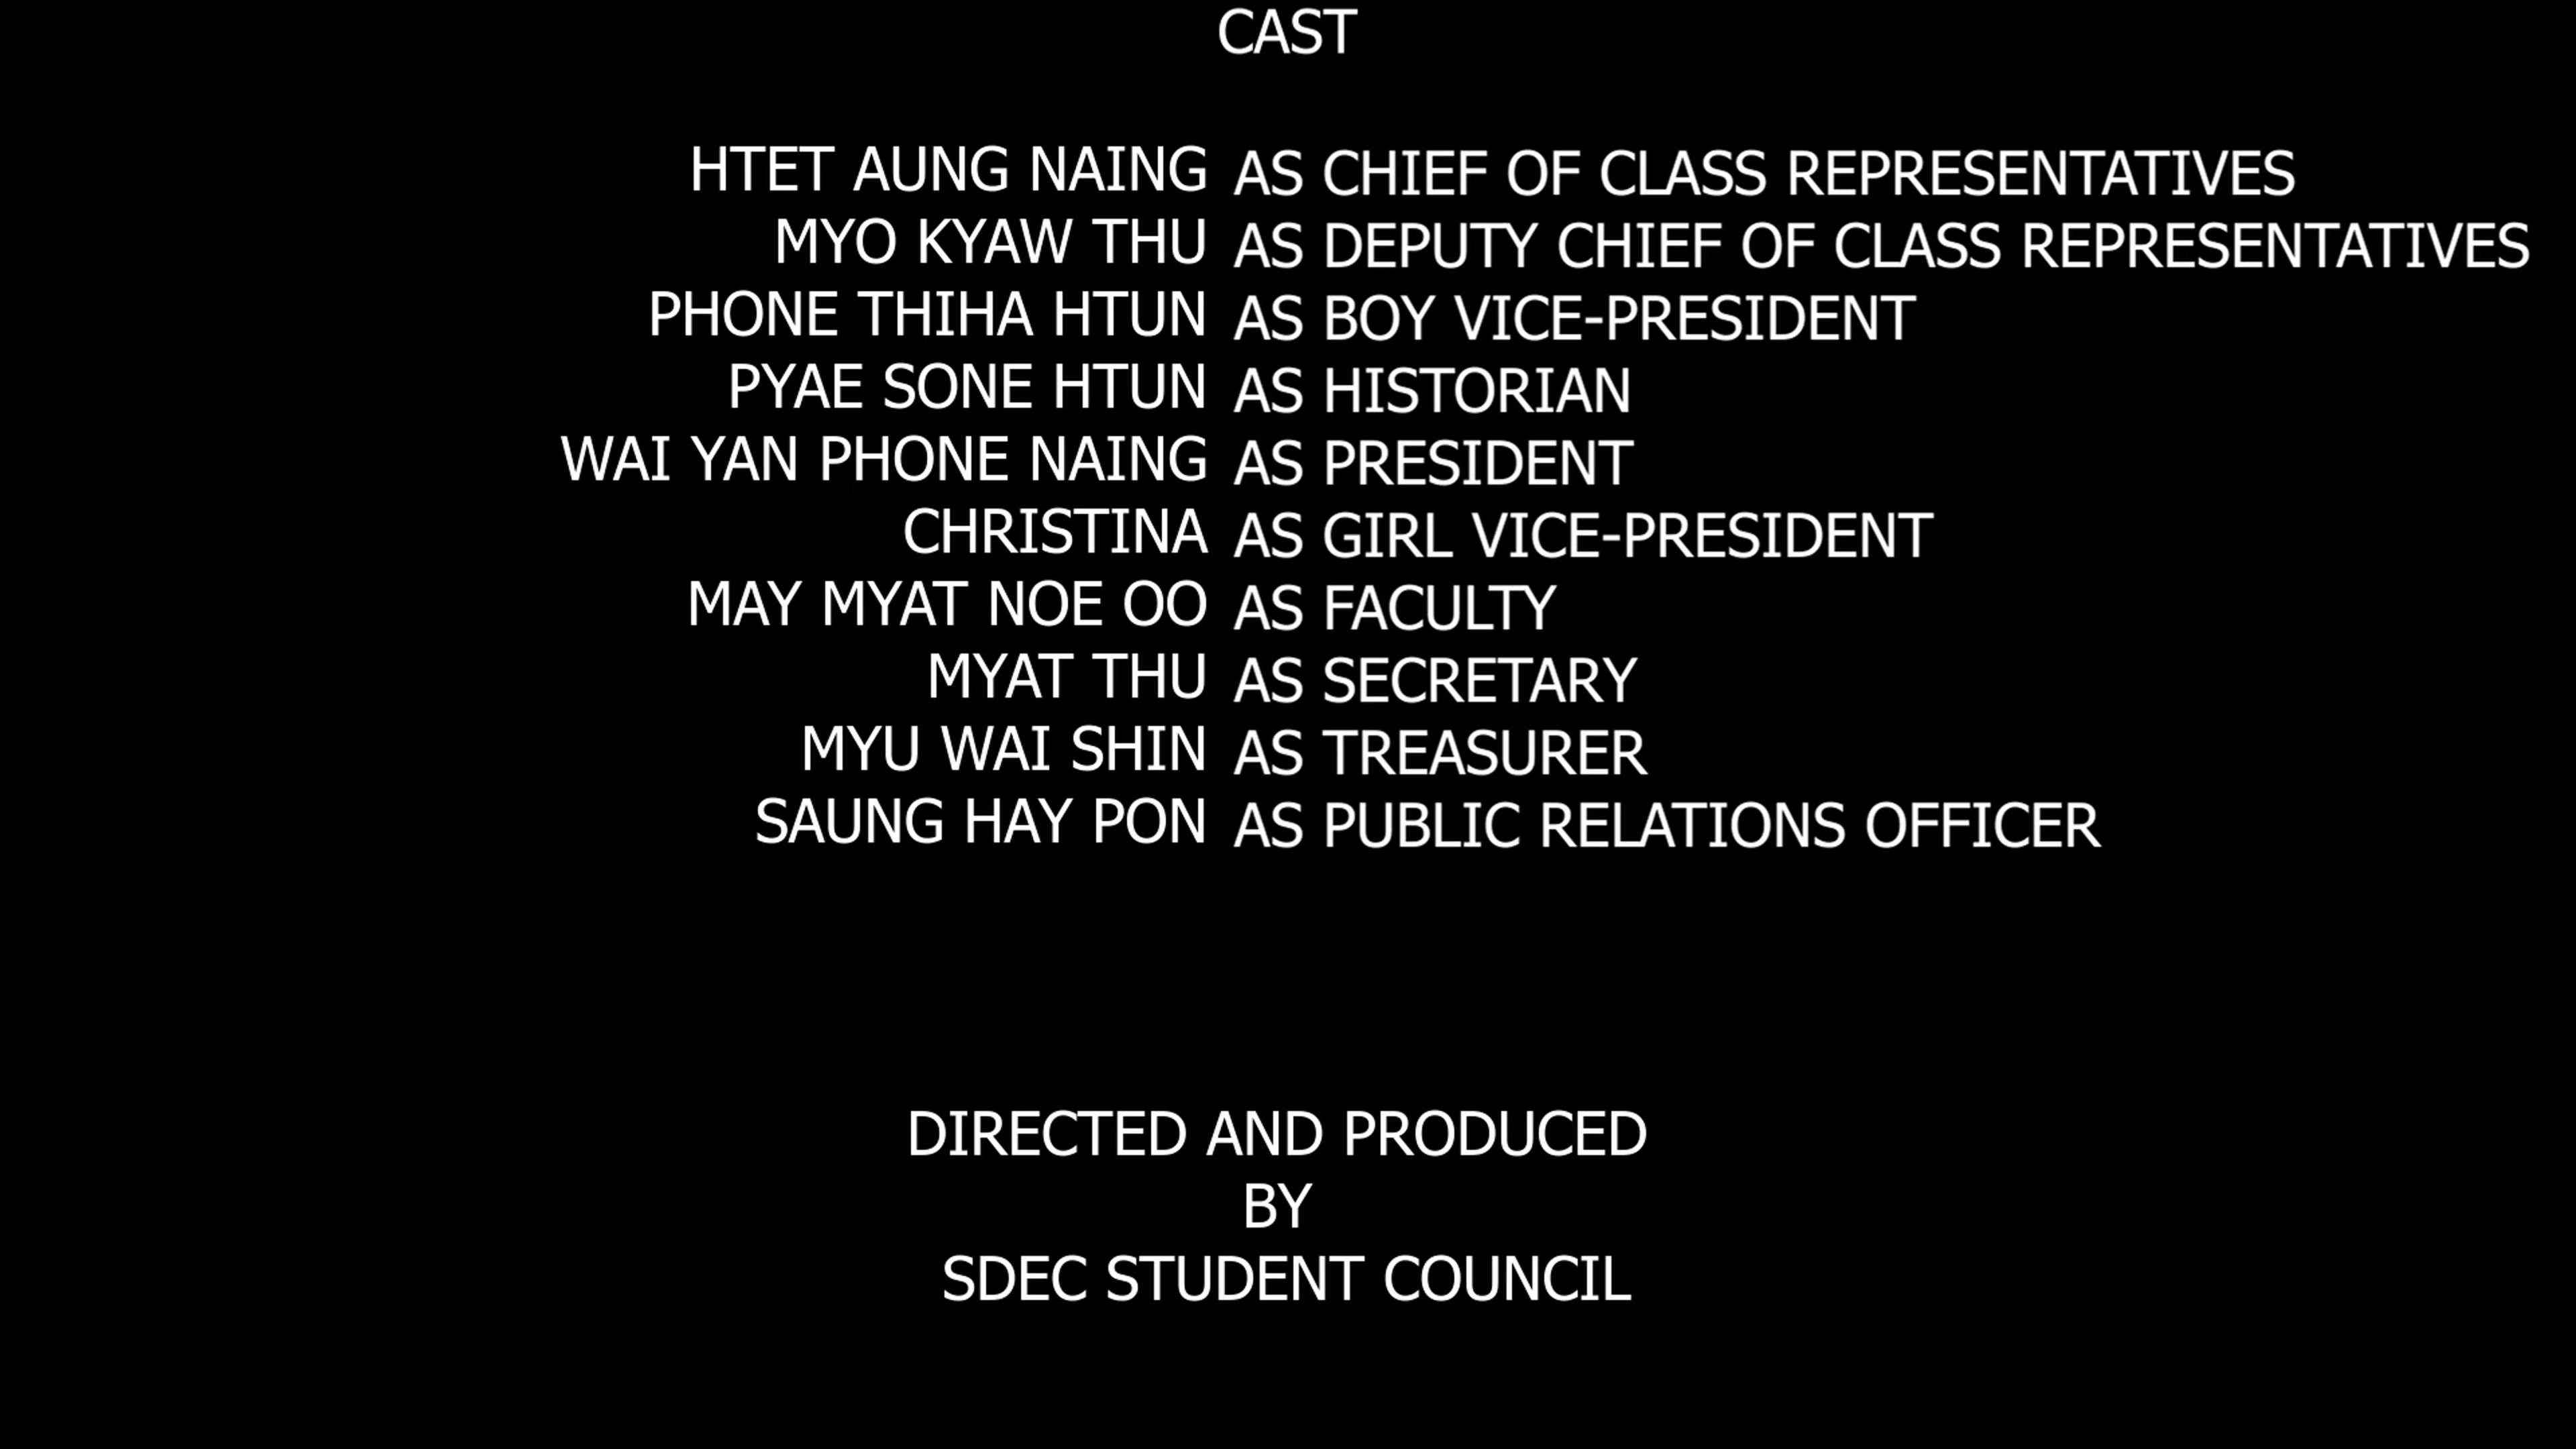 CAST
HTET AUNG NAING AS CHIEF OF CLASS REPRESENTATIVES
MYO KYAW THU AS DEPUTY CHIEF OF CLASS REPRESENTATIVES
PHONE THIHA HTUN AS BOY VICE-PRESIDENT
PYAE SONE HTUN AS HISTORIAN
WAI YAN PHONE NAING AS PRESIDENT
CHRISTINA AS GIRL VICE-PRESIDENT
MAY MYAT NOE OO AS FACULTY
MYAT THU AS SECRETARY
MYU WAI SHIN AS TREASURER
SAUNG HAY PON AS PUBLIC RELATIONS OFFICER
DIRECTED AND PRODUCED
BY
SDEC STUDENT COUNCIL